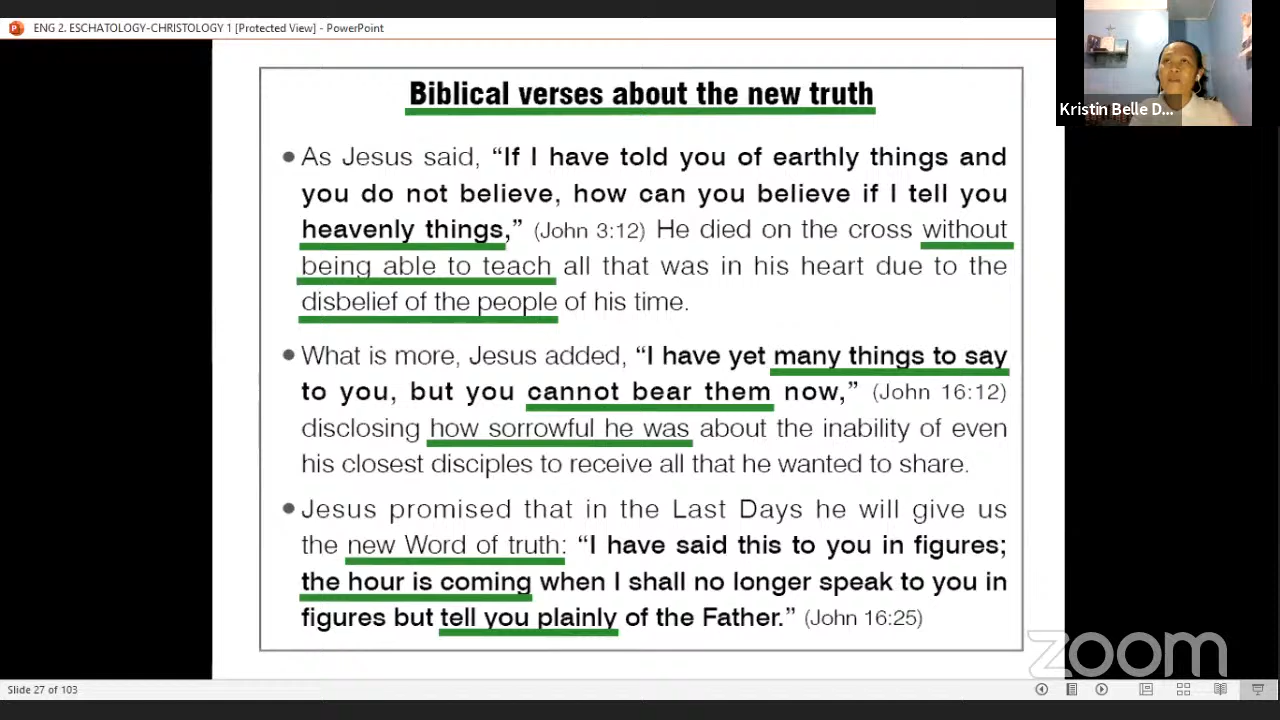 ENG 2. ESCHATOLOGY-CHRISTOLOGY 1 [Protected View] - PowerPoint
Kristin Belle D...
Biblical verses about the new truth
● As Jesus said, “If I have told you of earthly things and
you do not believe, how can you believe if I tell you
heavenly things,” (John 3:12) He died on the cross without
being able to teach all that was in his heart due to the
disbelief of the people of his time.
● What is more, Jesus added, “I have yet many things to say
to you, but you cannot bear them now,” (John 16:12)
disclosing how sorrowful he was about the inability of even
his closest disciples to receive all that he wanted to share.
● Jesus promised that in the Last Days he will give us
the new Word of truth: “I have said this to you in figures;
the hour is coming when I shall no longer speak to you in
figures but tell you plainly of the Father.” (John 16:25)
zoom
Slide 27 of 103